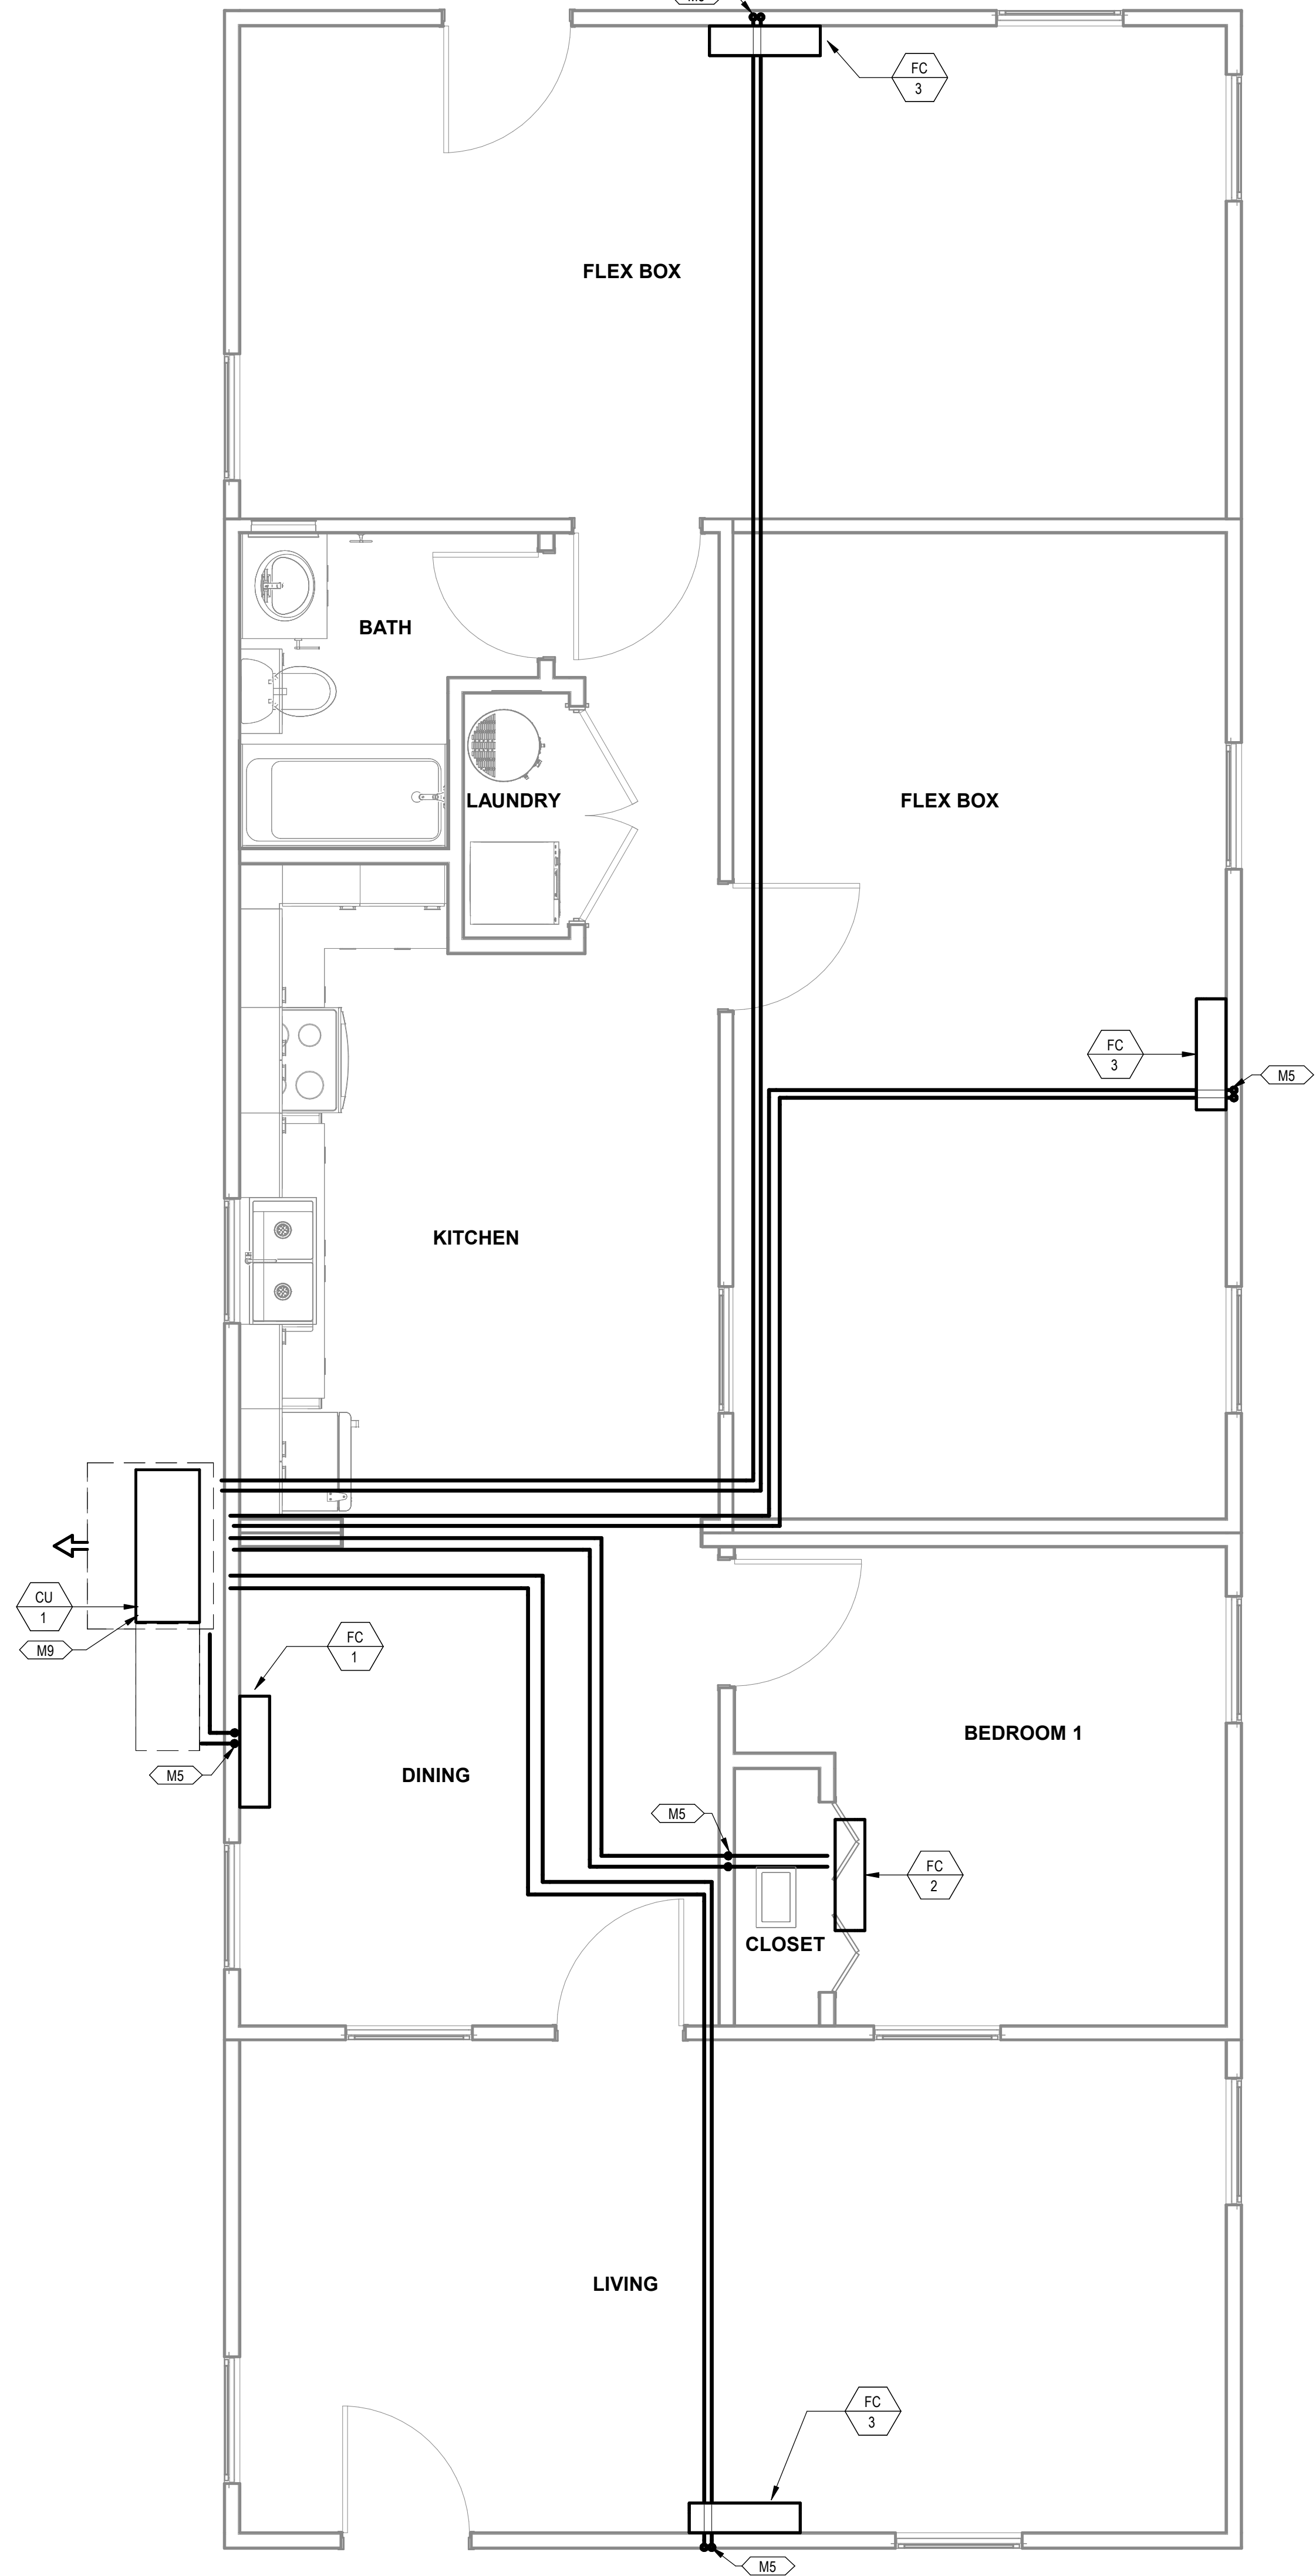 FC
3
FLEX BOX
BATH
LAUNDRY
FLEX BOX
FC
3
M5
KITCHEN
CU
1
M9
FC
1
M5
DINING
BEDROOM 1
M5
FC
2
CLOSET
LIVING
FC
3
M5